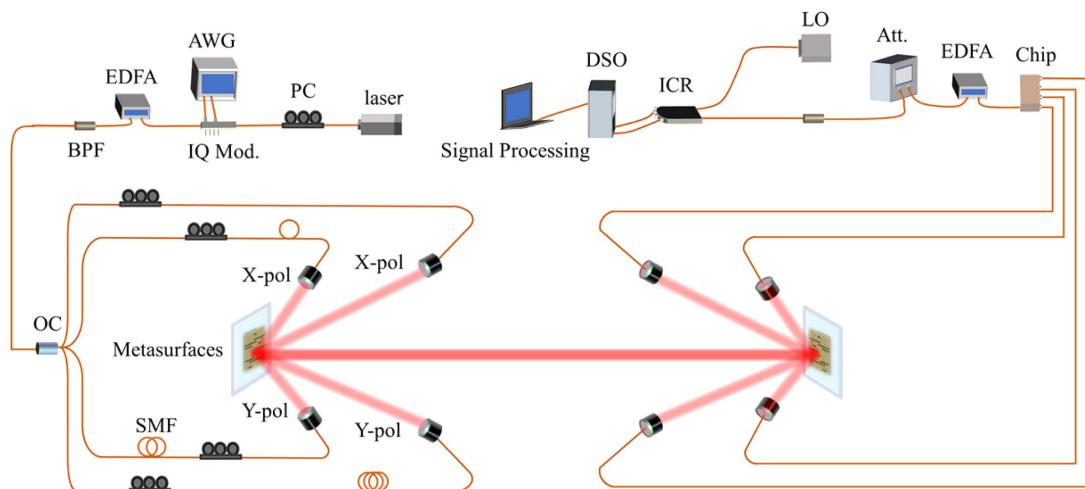 LO
AWG
Att.
EDFA
Chip
DSO
EDFA
ICR
PC
laser
BPF
IQ Mod.
Signal Processing
X-pol
X-pol
OC
Metasurfaces
Y-pol
SMF
Y-pol